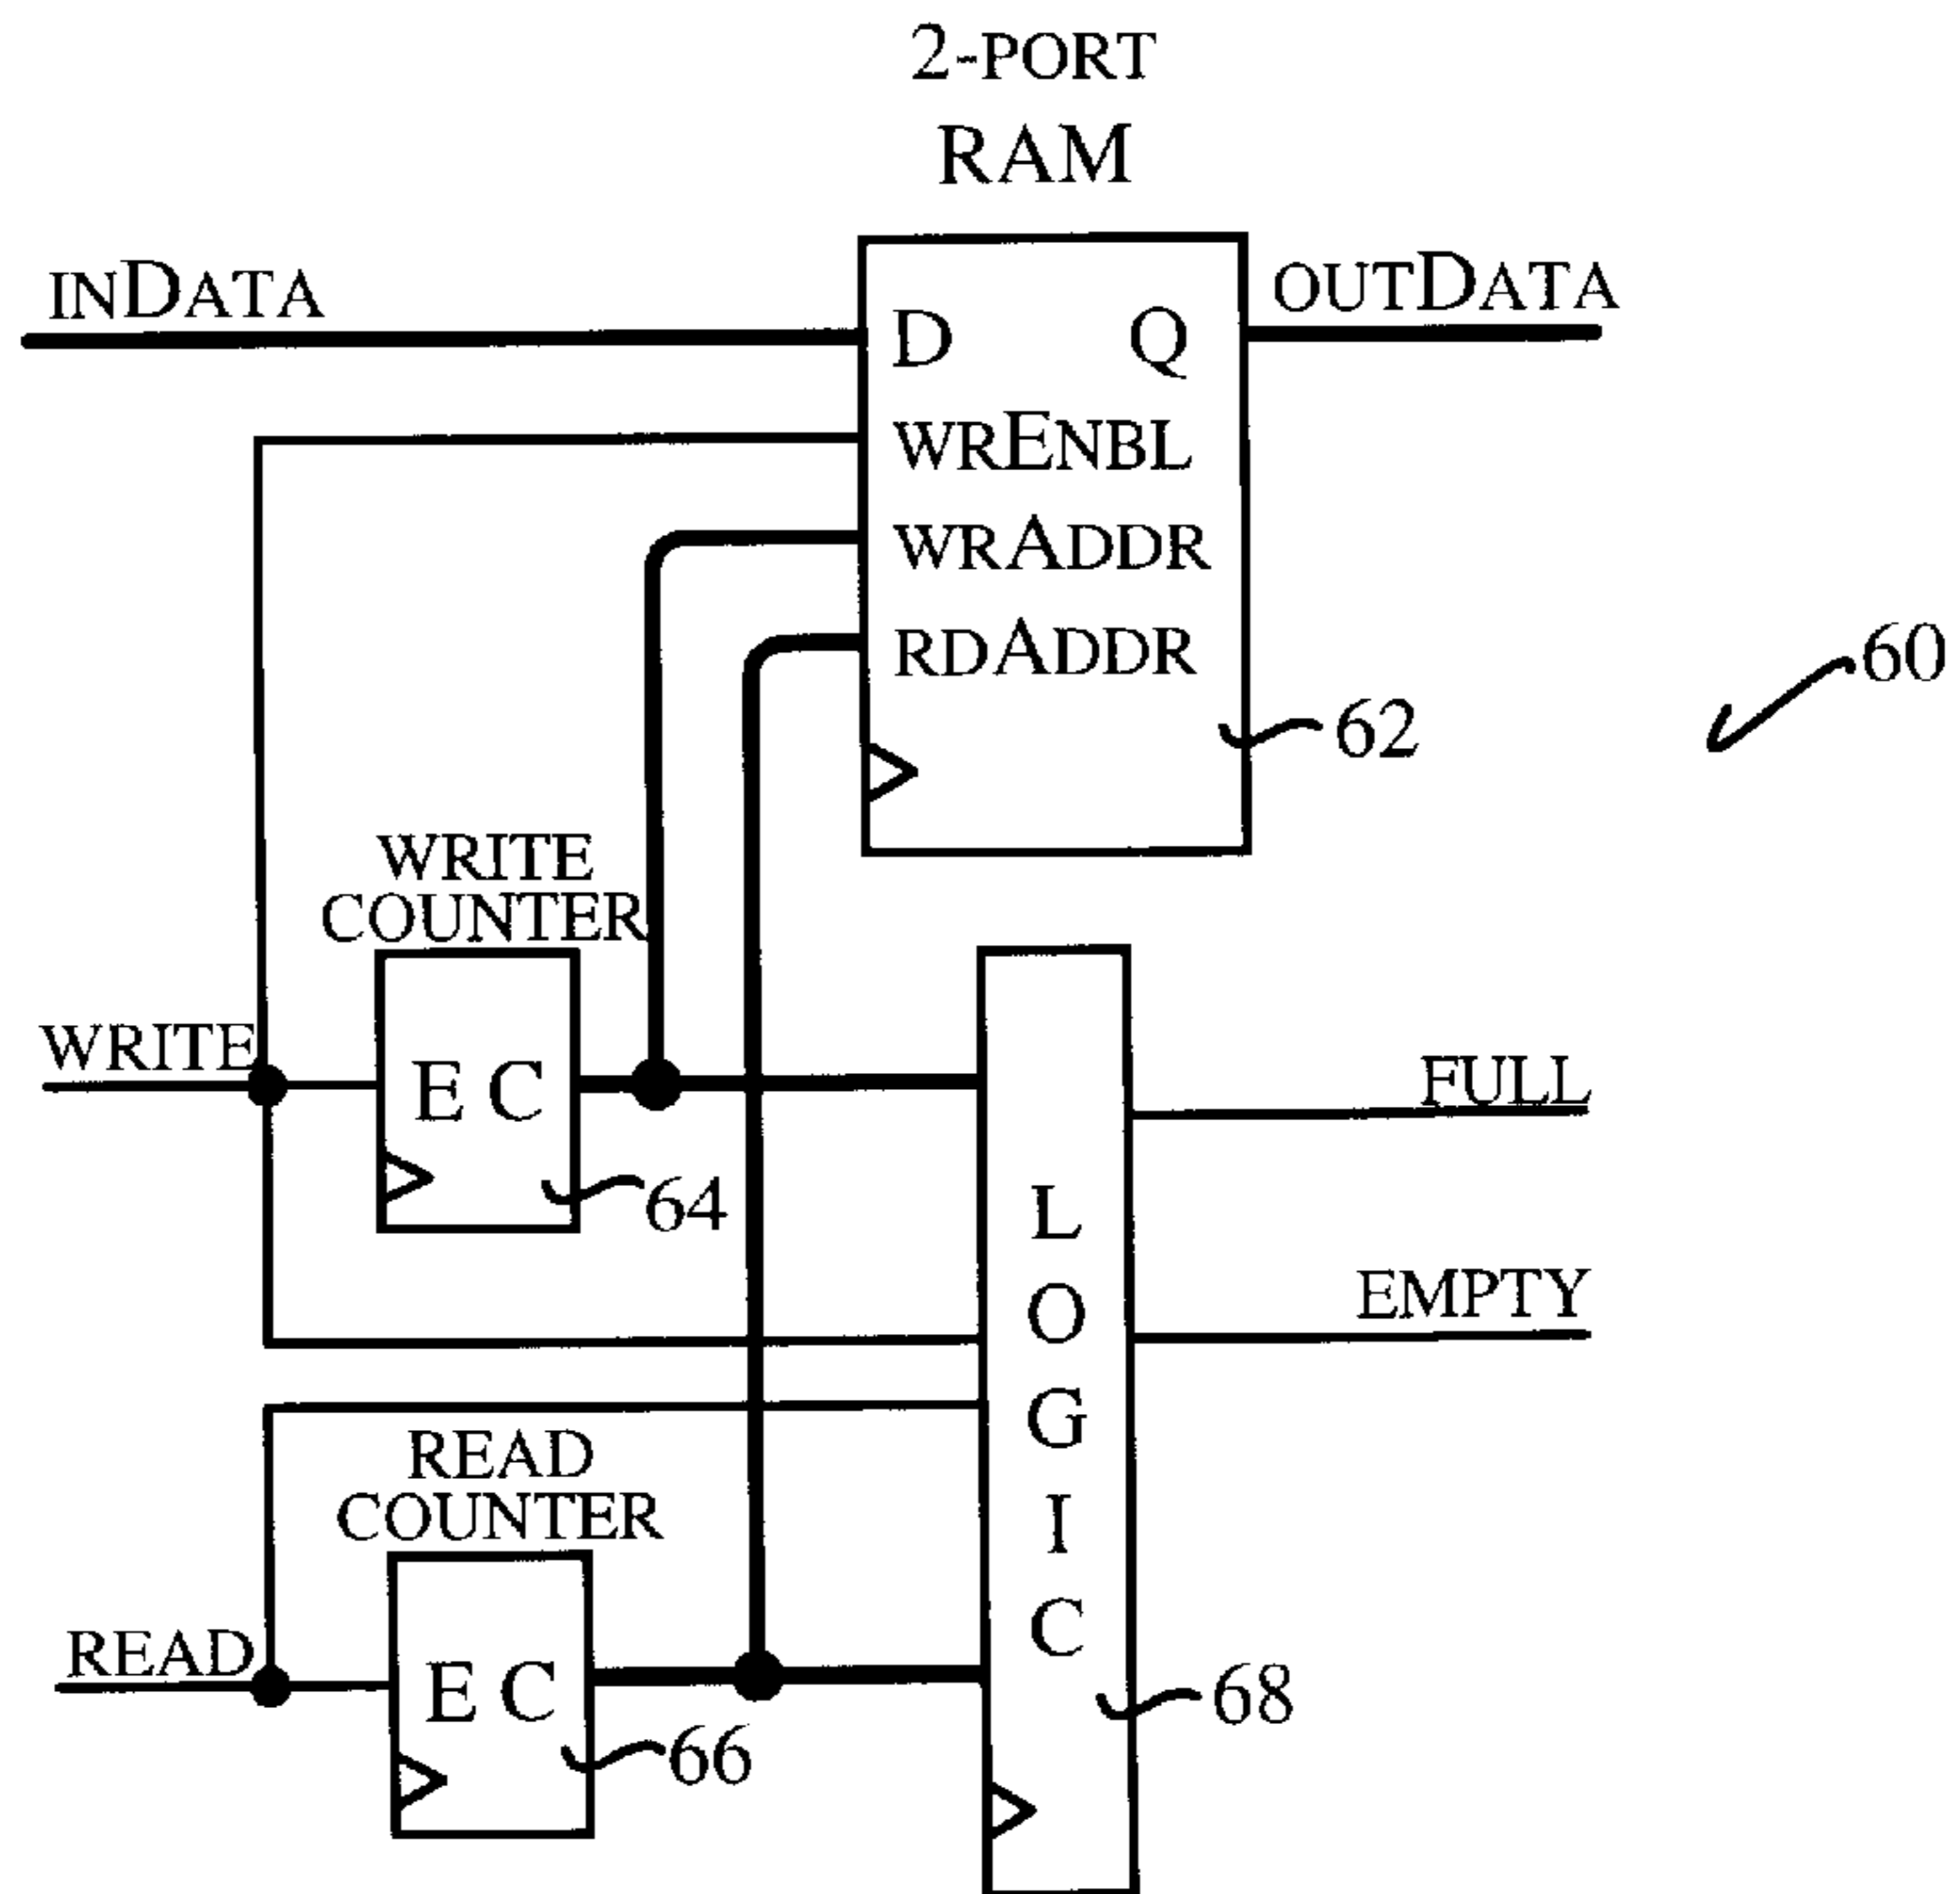 2-PORT
RAM
INDATA
OUTDATA
D Q
WRENBL
WRADDR
RDADDR
60
62
WRITE
COUNTER
WRITE
E C
FULL
64
L
O
G
I
C
EMPTY
READ
COUNTER
READ
E C
68
66